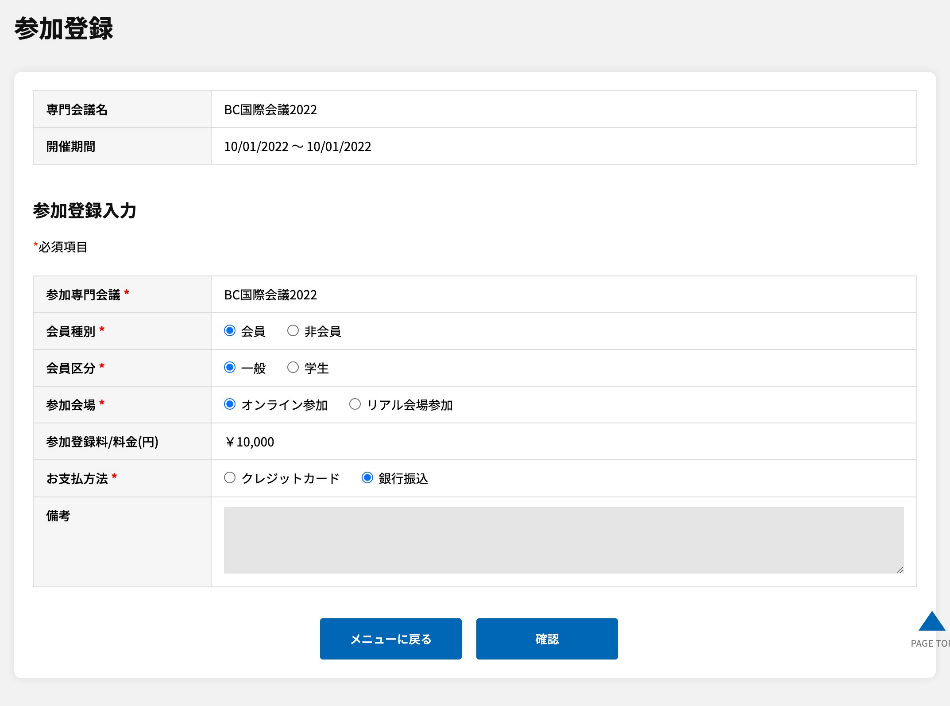 参加登録
専門会議名 BC国際会議2022
開催期間 10/01/2022 ～ 10/01/2022
参加登録入力
*必須項目
参加専門会議 * BC国際会議2022
会員種別 * 会員 非会員
会員区分 * 一般 学生
参加会場 * オンライン参加 リアル会場参加
参加登録料/料金(円) ￥10,000
お支払方法 * クレジットカード 銀行振込
備考
メニューに戻る 確認
PAGE TO